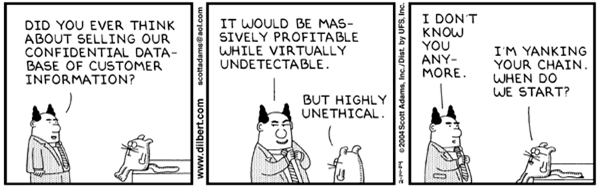 DID YOU EVER THINK
ABOUT SELLING OUR
CONFIDENTIAL DATA-
BASE OF CUSTOMER
INFORMATION?
www.dilbert.com
scottadams@aol.com
IT WOULD BE MAS-
SIVELY PROFITABLE
WHILE VIRTUALLY
UNDETECTABLE.
BUT HIGHLY
UNETHICAL.
©2004 Scott Adams, Inc./Dist. by UFS, Inc.
I DON'T
KNOW
YOU
ANY-
MORE.
I'M YANKING
YOUR CHAIN.
WHEN DO
WE START?